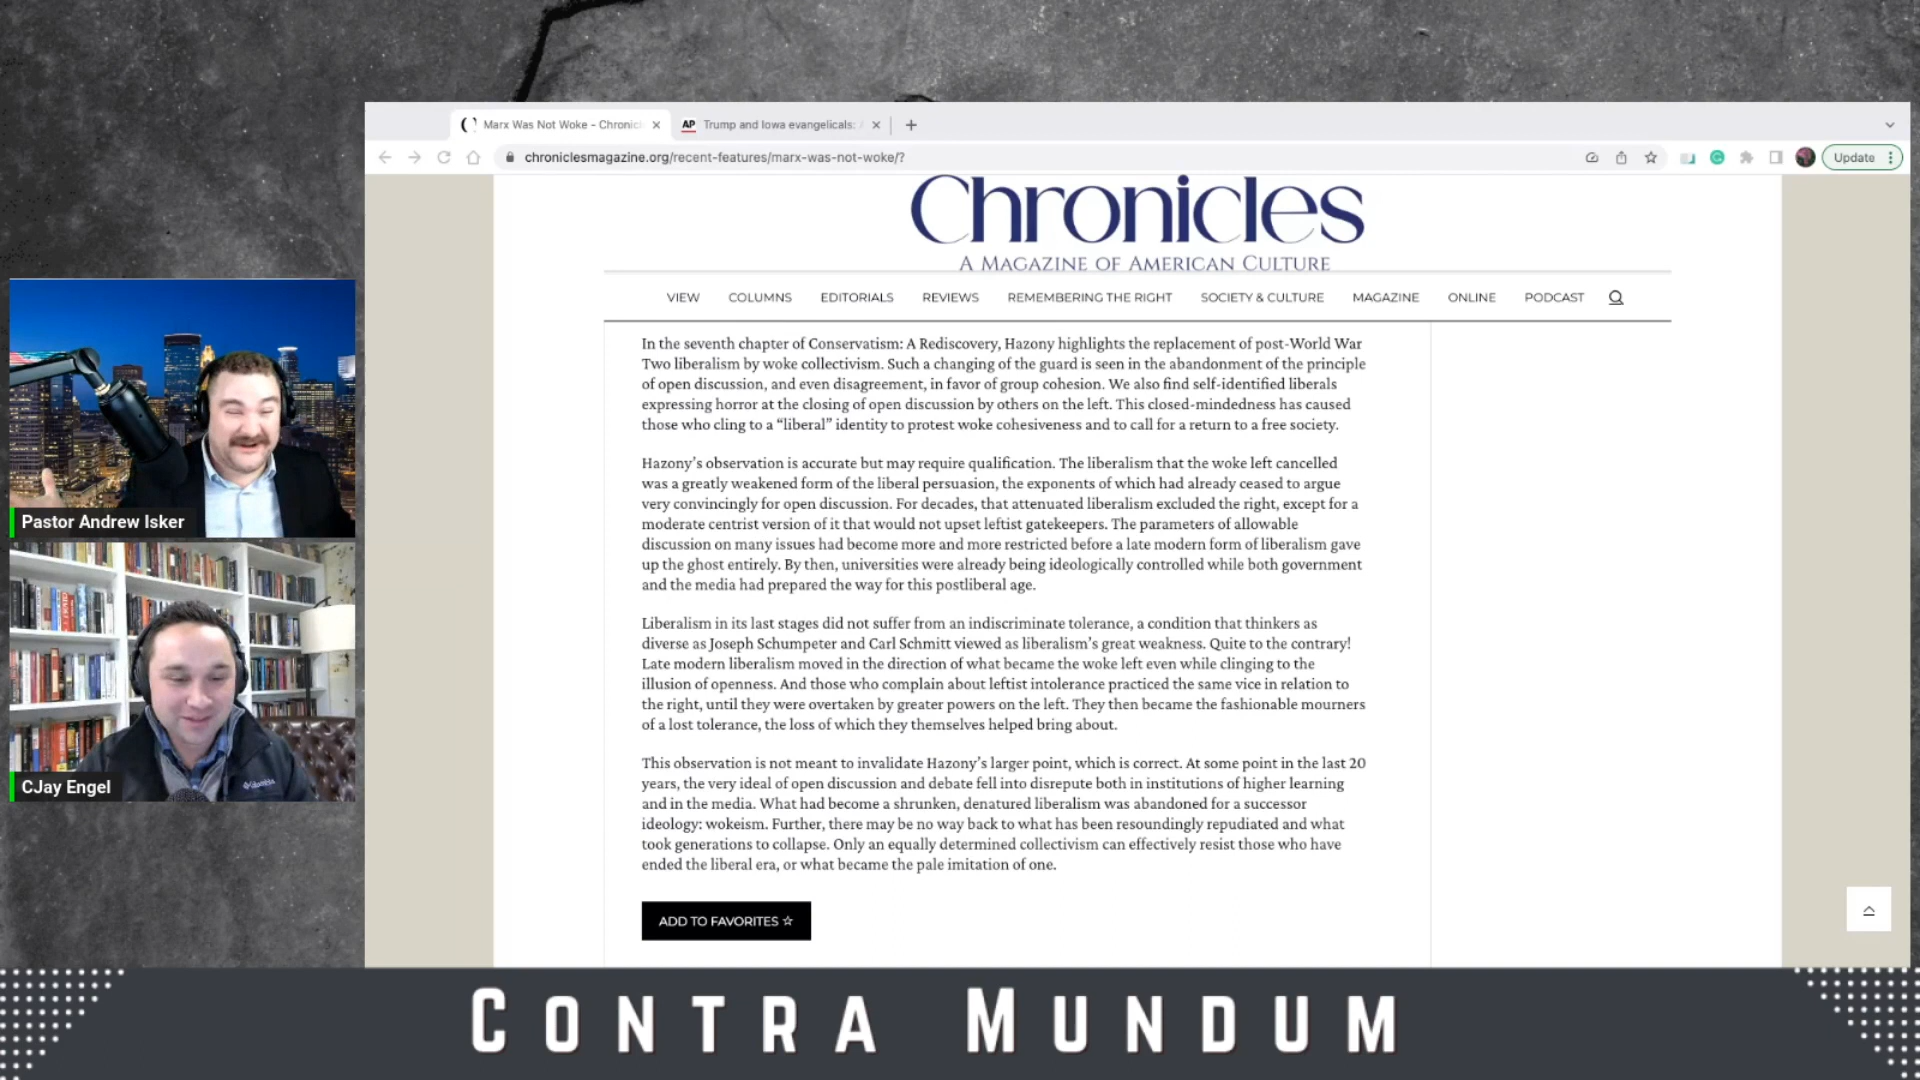 Marx Was Not Woke - Chronicl
AP Trump and Iowa evangelicals:
chroniclesmagazine.org/recent-features/marx-was-not-woke/?
Update
Chronicles
A MAGAZINE OF AMERICAN CULTURE
VIEW COLUMNS EDITORIALS REVIEWS REMEMBERING THE RIGHT SOCIETY & CULTURE MAGAZINE ONLINE PODCAST
In the seventh chapter of Conservatism: A Rediscovery, Hazony highlights the replacement of post-World War
Two liberalism by woke collectivism. Such a changing of the guard is seen in the abandonment of the principle
of open discussion, and even disagreement, in favor of group cohesion. We also find self-identified liberals
expressing horror at the closing of open discussion by others on the left. This closed-mindedness has caused
those who cling to a “liberal” identity to protest woke cohesiveness and to call for a return to a free society.
Hazony’s observation is accurate but may require qualification. The liberalism that the woke left cancelled
was a greatly weakened form of the liberal persuasion, the exponents of which had already ceased to argue
very convincingly for open discussion. For decades, that attenuated liberalism excluded the right, except for a
moderate centrist version of it that would not upset leftist gatekeepers. The parameters of allowable
discussion on many issues had become more and more restricted before a late modern form of liberalism gave
up the ghost entirely. By then, universities were already being ideologically controlled while both government
and the media had prepared the way for this postliberal age.
Liberalism in its last stages did not suffer from an indiscriminate tolerance, a condition that thinkers as
diverse as Joseph Schumpeter and Carl Schmitt viewed as liberalism’s great weakness. Quite to the contrary!
Late modern liberalism moved in the direction of what became the woke left even while clinging to the
illusion of openness. And those who complain about leftist intolerance practiced the same vice in relation to
the right, until they were overtaken by greater powers on the left. They then became the fashionable mourners
of a lost tolerance, the loss of which they themselves helped bring about.
This observation is not meant to invalidate Hazony’s larger point, which is correct. At some point in the last 20
years, the very ideal of open discussion and debate fell into disrepute both in institutions of higher learning
and in the media. What had become a shrunken, denatured liberalism was abandoned for a successor
ideology: wokeism. Further, there may be no way back to what has been resoundingly repudiated and what
took generations to collapse. Only an equally determined collectivism can effectively resist those who have
ended the liberal era, or what became the pale imitation of one.
ADD TO FAVORITES ☆
Pastor Andrew Isker
Columbia
CJay Engel
CONTRA MUNDUM